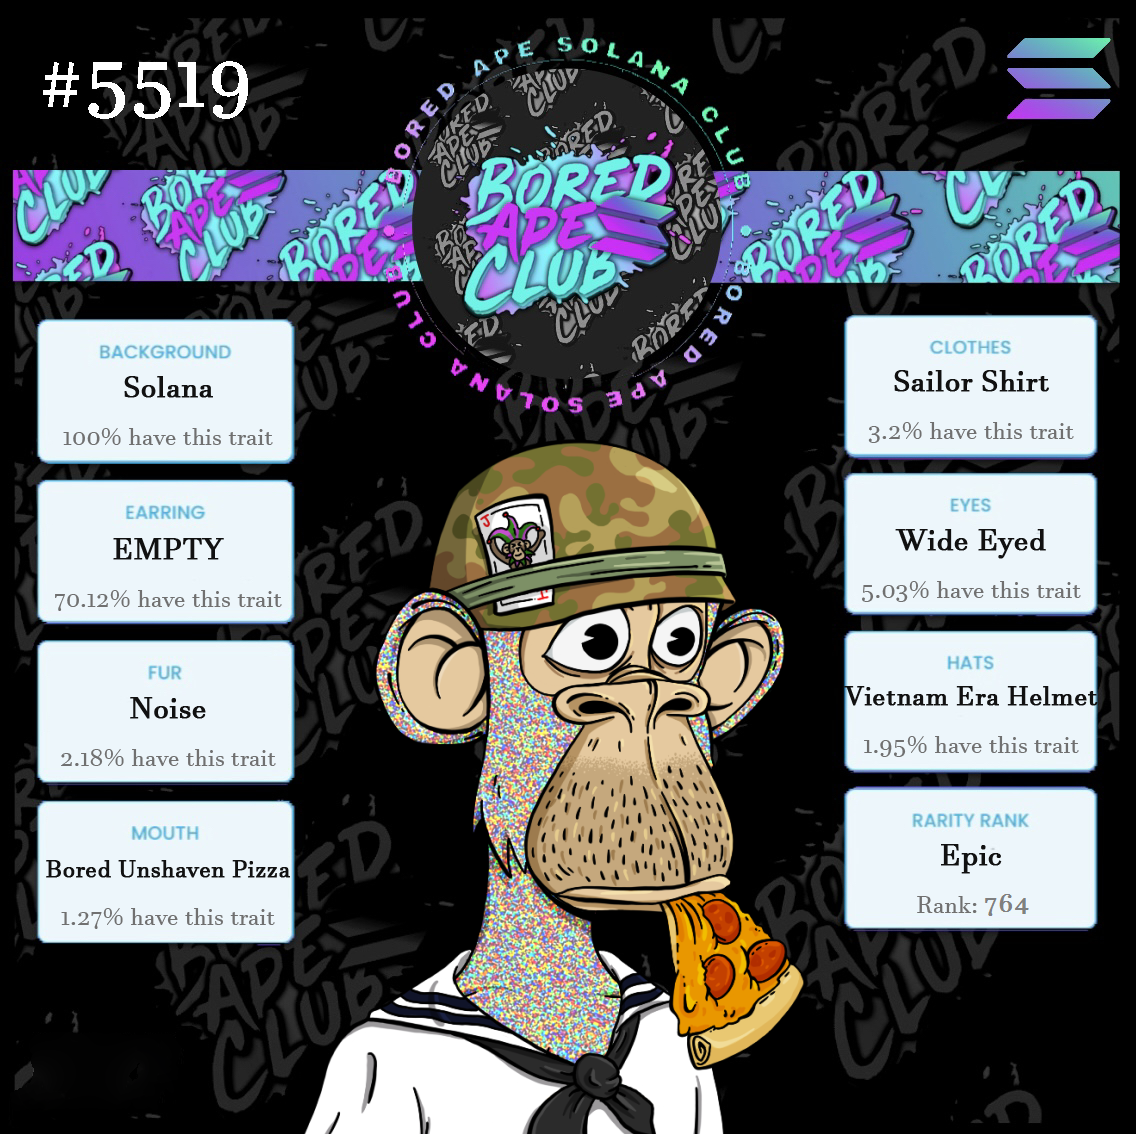 #5519
BORED APE SOLANA CLUB
BORED APE SOLANA CLUB
BORED
APE
CLUB
BACKGROUND
Solana
100% have this trait
EARRING
EMPTY
70.12% have this trait
FUR
Noise
2.18% have this trait
MOUTH
Bored Unshaven Pizza
1.27% have this trait
CLOTHES
Sailor Shirt
3.2% have this trait
EYES
Wide Eyed
5.03% have this trait
HATS
Vietnam Era Helmet
1.95% have this trait
RARITY RANK
Epic
Rank: 764
J
J